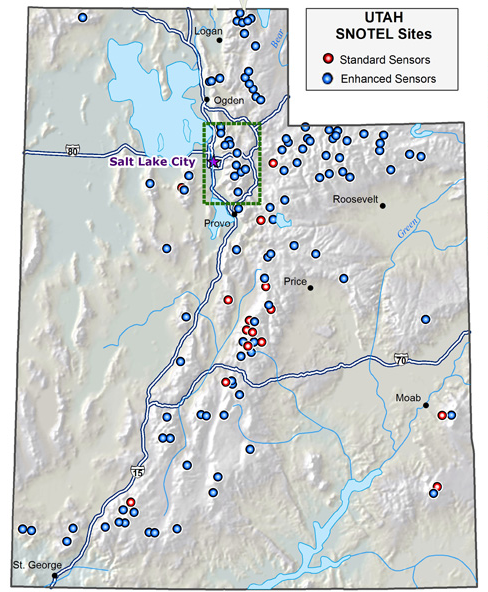 UTAH
SNOTEL Sites
Standard Sensors
Enhanced Sensors
Logan
Bear
Ogden
80
Salt Lake City
Roosevelt
Provo
Green
Price
70
Moab
15
St. George